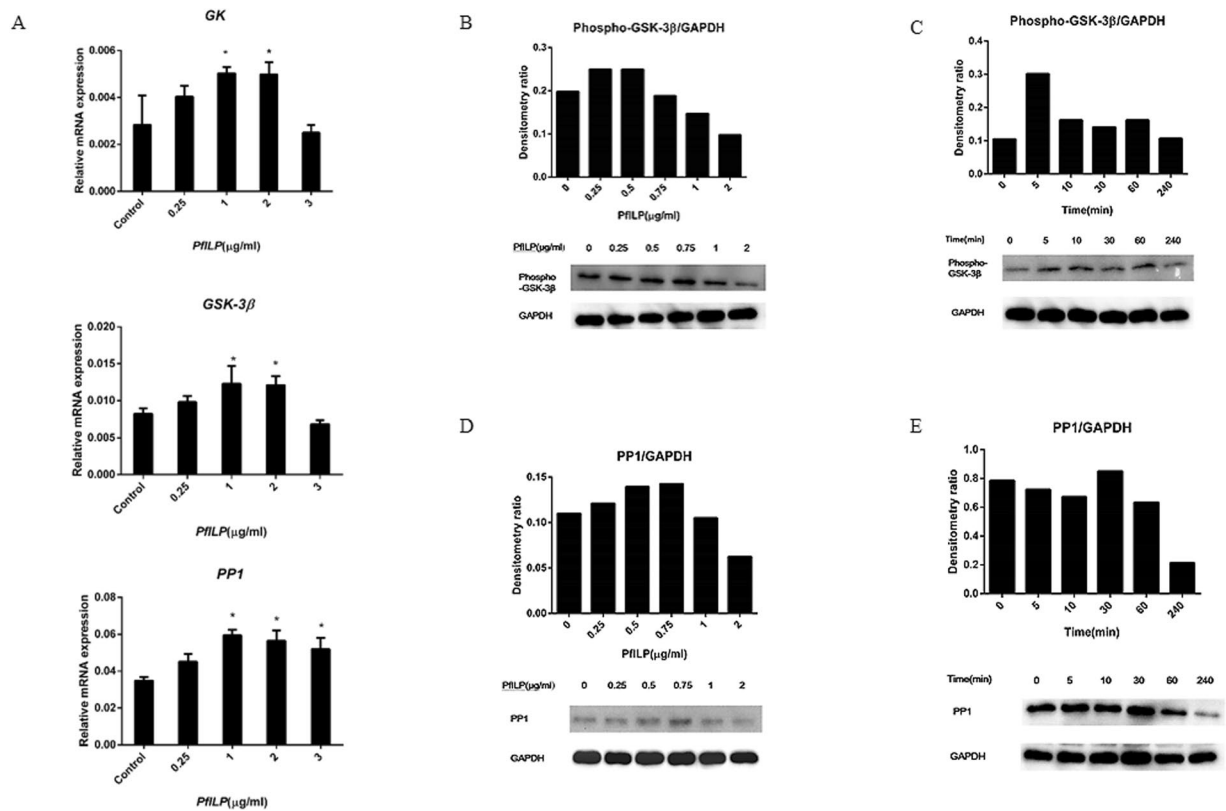 A
GK
Relative mRNA expression
0.006
0.004
0.002
0.000
Control 0.25 1 2 3
* *
PfILP(μg/ml)
GSK-3β
Relative mRNA expression
0.020
0.015
0.010
0.005
0.000
Control 0.25 1 2 3
* *
PfILP(μg/ml)
PP1
Relative mRNA expression
0.08
0.06
0.04
0.02
0.00
Control 0.25 1 2 3
* * *
PfILP(μg/ml)
B
Phospho-GSK-3β/GAPDH
Densitometry ratio
0.3
0.2
0.1
0.0
0 0.25 0.5 0.75 1 2
PfILP(μg/ml)
PfILP(μg/ml) 0 0.25 0.5 0.75 1 2
Phospho
-GSK-3β
GAPDH
C
Phospho-GSK-3β/GAPDH
Densitometry ratio
0.4
0.3
0.2
0.1
0.0
0 5 10 30 60 240
Time(min)
Time(min) 0 5 10 30 60 240
Phospho-
GSK-3β
GAPDH
D
PP1/GAPDH
Densitometry ratio
0.15
0.10
0.05
0.00
0 0.25 0.5 0.75 1 2
PfILP(μg/ml)
PfILP(μg/ml) 0 0.25 0.5 0.75 1 2
PP1
GAPDH
E
PP1/GAPDH
Densitometry ratio
1.0
0.8
0.6
0.4
0.2
0.0
0 5 10 30 60 240
Time(min)
Time(min) 0 5 10 30 60 240
PP1
GAPDH